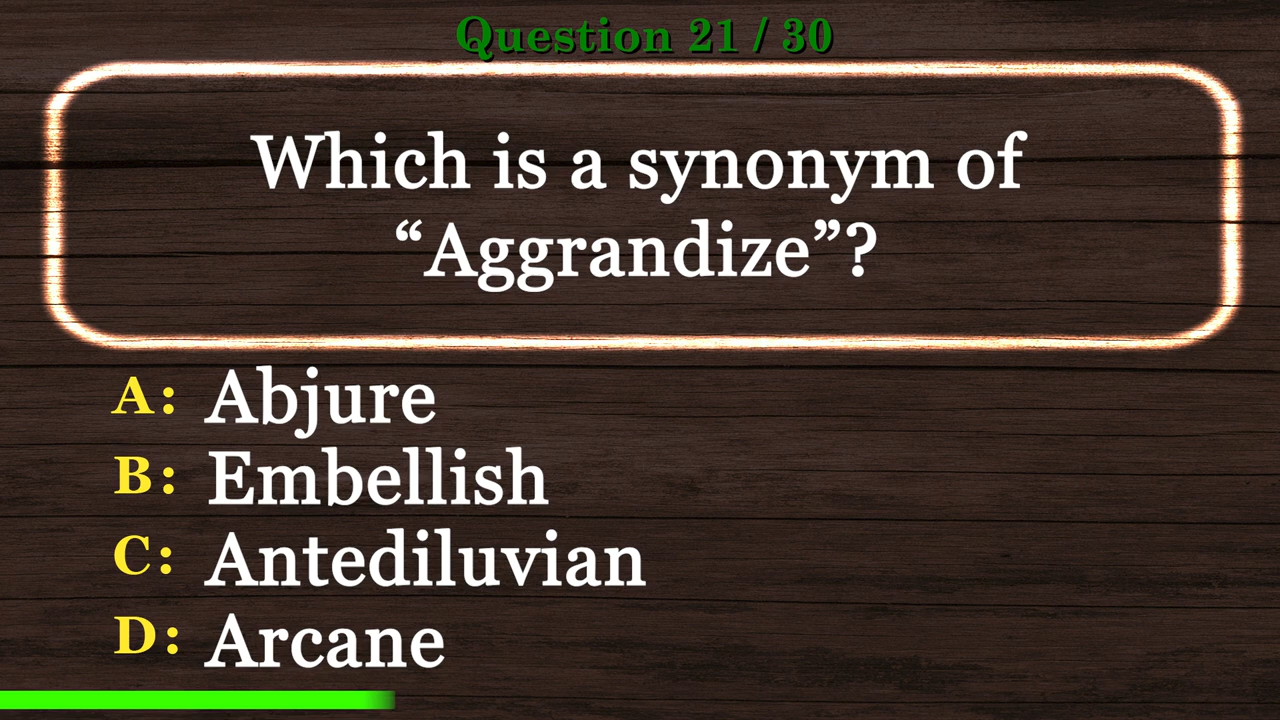 Question 21 / 30
Which is a synonym of
“Aggrandize”?
A: Abjure
B: Embellish
C: Antediluvian
D: Arcane